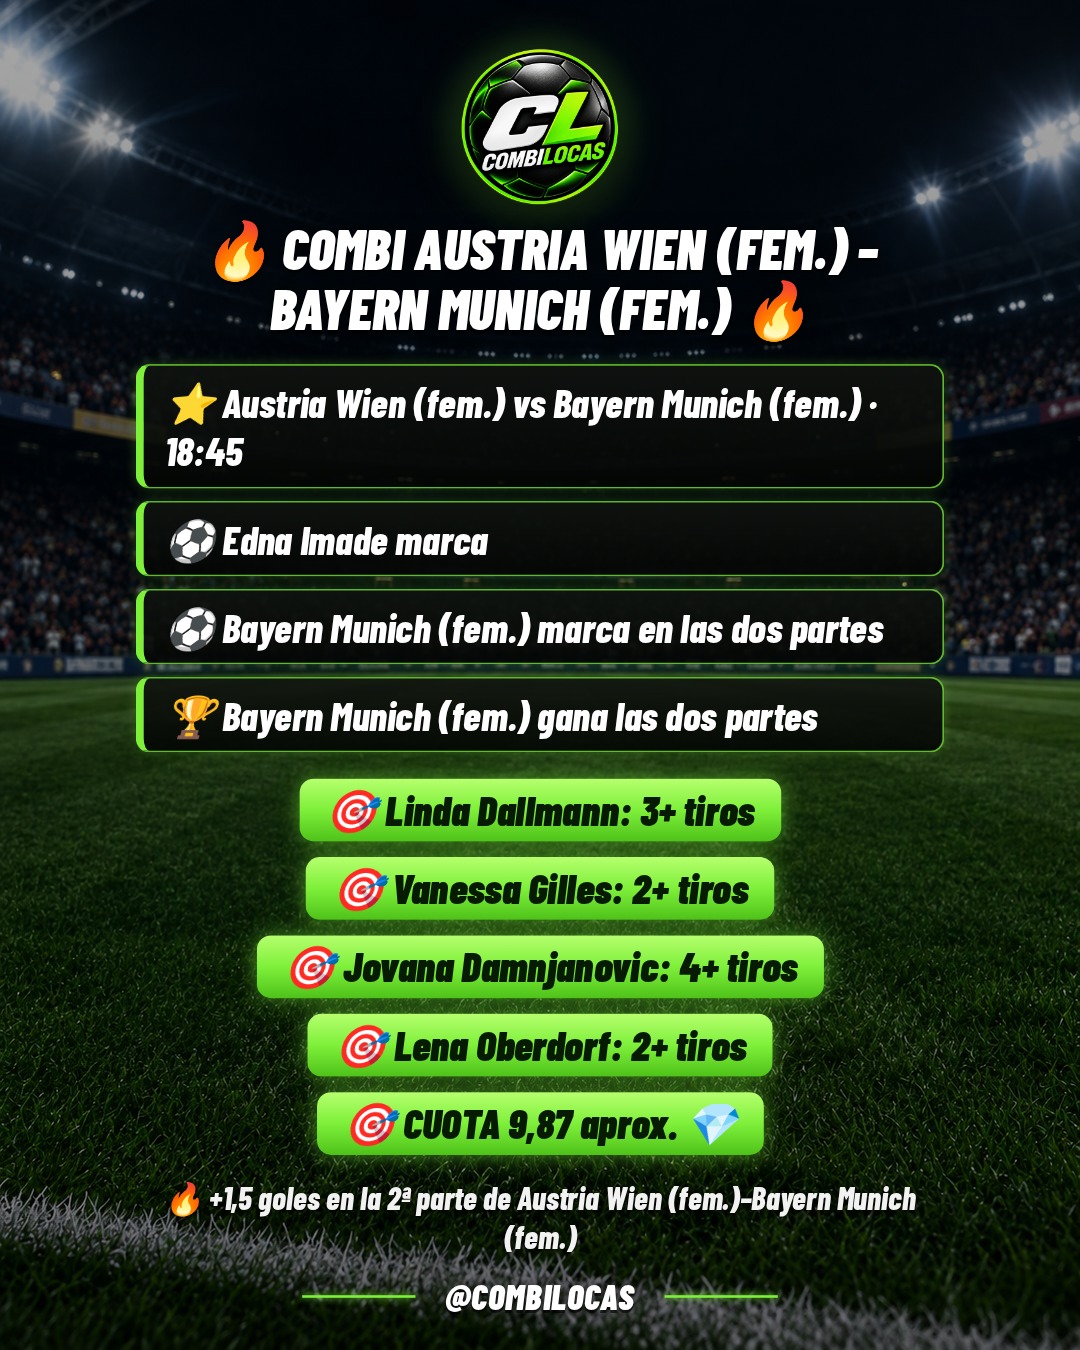 CL
COMBILOCAS
🔥 COMBI AUSTRIA WIEN (FEM.) –
BAYERN MUNICH (FEM.) 🔥
⭐ Austria Wien (fem.) vs Bayern Munich (fem.) ·
18:45
⚽ Edna Imade marca
⚽ Bayern Munich (fem.) marca en las dos partes
🏆 Bayern Munich (fem.) gana las dos partes
🎯 Linda Dallmann: 3+ tiros
🎯 Vanessa Gilles: 2+ tiros
🎯 Jovana Damnjanovic: 4+ tiros
🎯 Lena Oberdorf: 2+ tiros
🎯 CUOTA 9,87 aprox. 💎
🔥 +1,5 goles en la 2ª parte de Austria Wien (fem.)–Bayern Munich
(fem.)
@COMBILOCAS